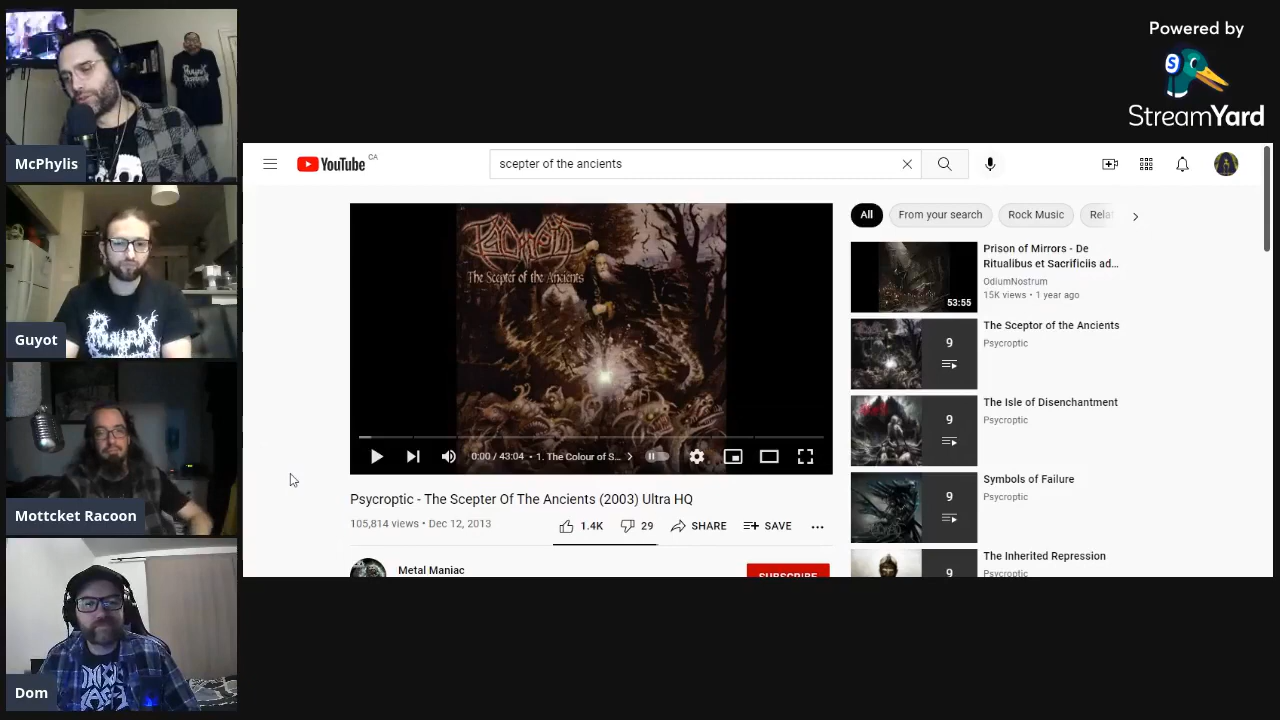 Powered by
StreamYard
McPhylis
Guyot
Mottcket Racoon
Dom
YouTube CA
scepter of the ancients
The Scepter of the Ancients
0:00 / 43:04 • 1. The Colour of S...
Psycroptic - The Scepter Of The Ancients (2003) Ultra HQ
105,814 views • Dec 12, 2013
1.4K
29
SHARE
SAVE
Metal Maniac
SUBSCRIBE
All
From your search
Rock Music
Relat
Prison of Mirrors - De
Ritualibus et Sacrificiis ad...
OdiumNostrum
15K views • 1 year ago
53:55
The Sceptor of the Ancients
Psycroptic
9
The Isle of Disenchantment
Psycroptic
9
Symbols of Failure
Psycroptic
9
The Inherited Repression
Psycroptic
9